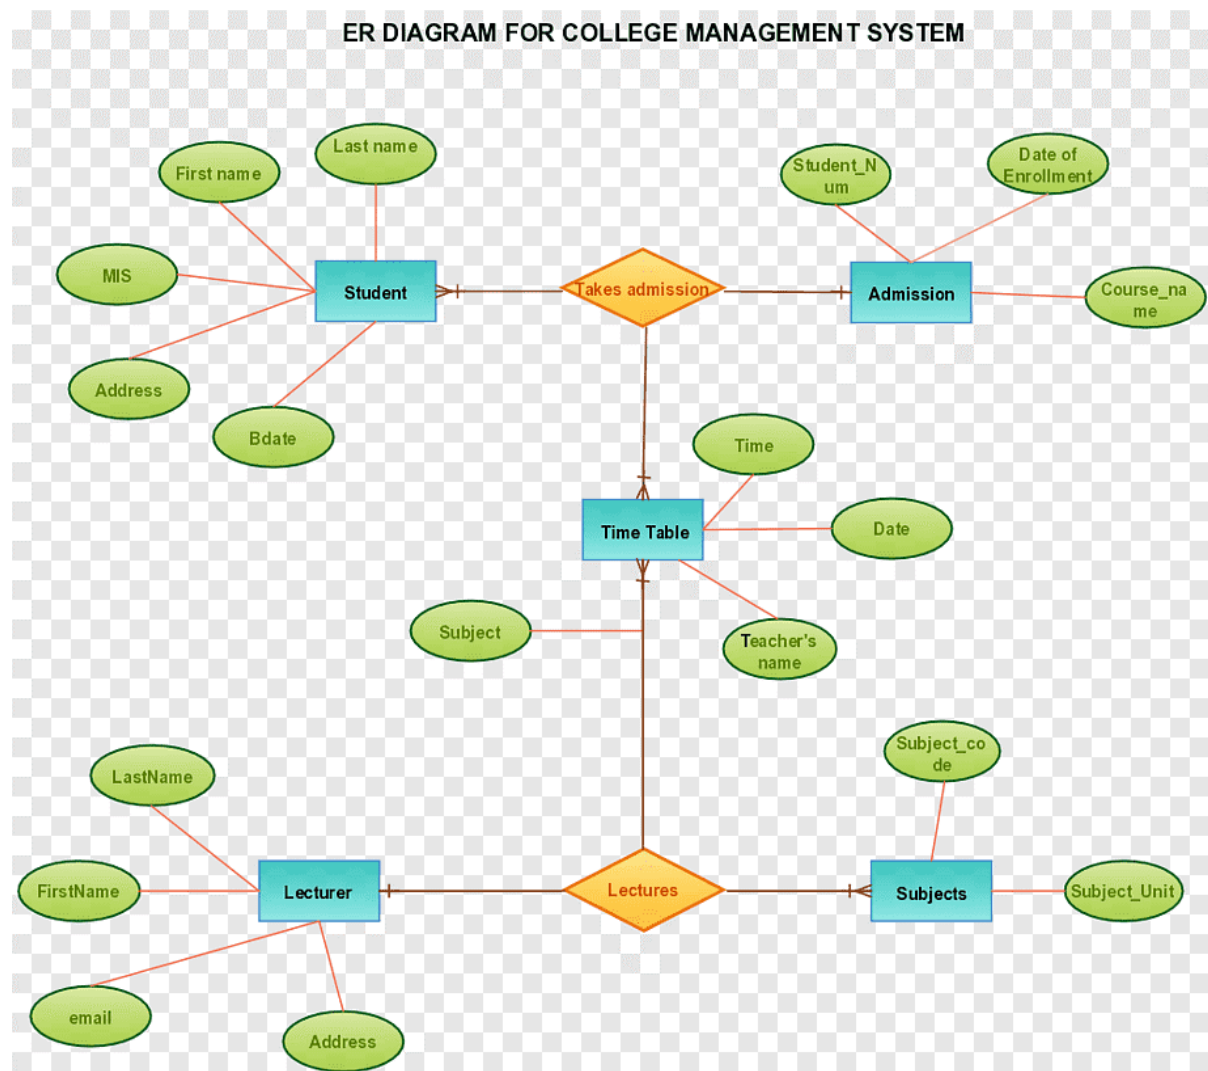 ER DIAGRAM FOR COLLEGE MANAGEMENT SYSTEM
Last name
First name
Student_N
um
Date of
Enrollment
MIS
Student
Takes admission
Admission
Course_na
me
Address
Bdate
Time
Time Table
Date
Subject
Teacher's
name
Subject_co
de
LastName
FirstName
Lecturer
Lectures
Subjects
Subject_Unit
email
Address